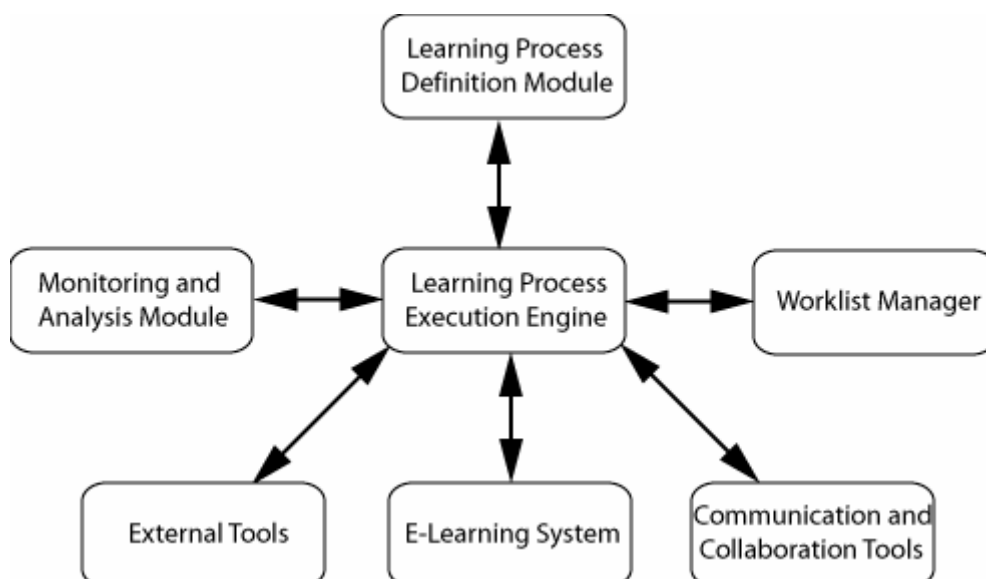 Learning Process
Definition Module
Monitoring and
Analysis Module
Learning Process
Execution Engine
Worklist Manager
External Tools
E-Learning System
Communication and
Collaboration Tools